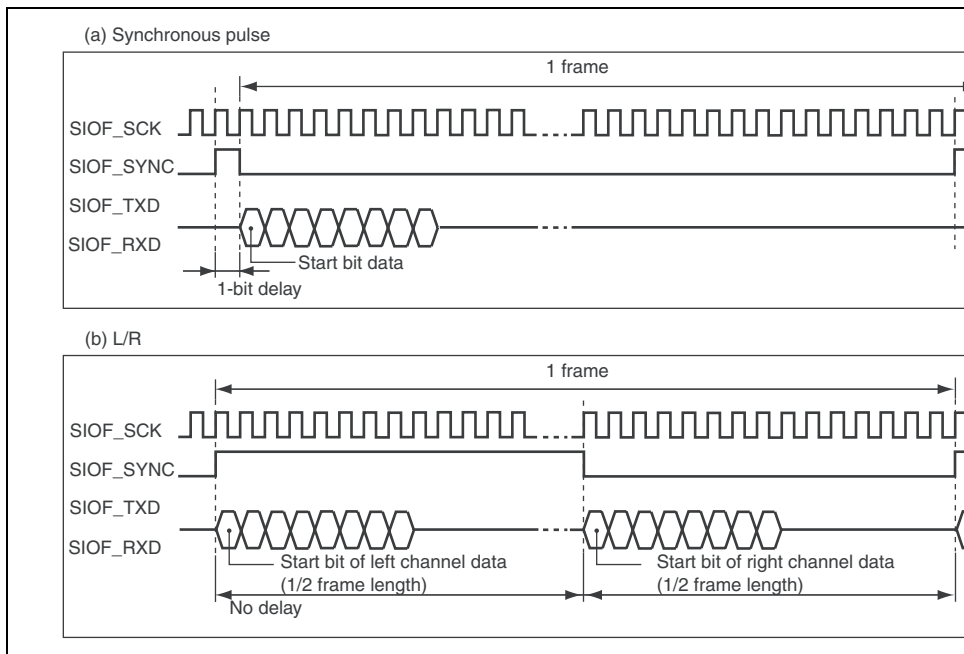 (a) Synchronous pulse
1 frame
SIOF_SCK
SIOF_SYNC
SIOF_TXD
SIOF_RXD
Start bit data
1-bit delay
(b) L/R
1 frame
SIOF_SCK
SIOF_SYNC
SIOF_TXD
SIOF_RXD
Start bit of left channel data
(1/2 frame length)
Start bit of right channel data
(1/2 frame length)
No delay